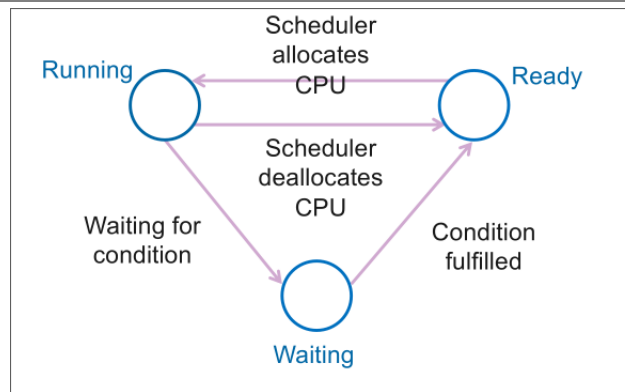 Scheduler
allocates
CPU
Running
Ready
Scheduler
deallocates
CPU
Waiting for
condition
Condition
fulfilled
Waiting